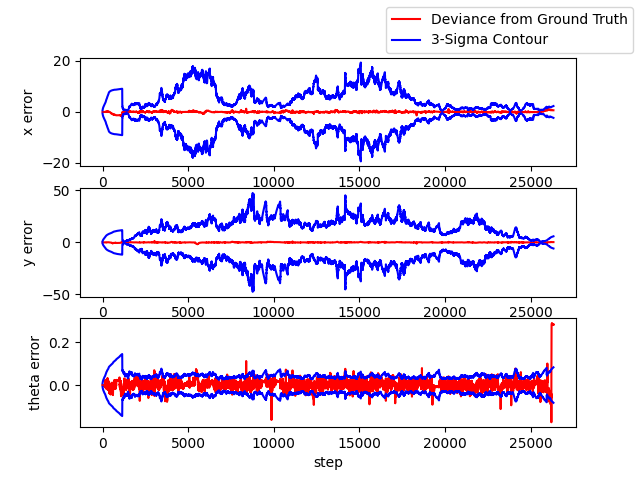 Deviance from Ground Truth
3-Sigma Contour
20
0
−20
x error
0 5000 10000 15000 20000 25000
50
0
−50
y error
0 5000 10000 15000 20000 25000
0.2
0.0
theta error
0 5000 10000 15000 20000 25000
step